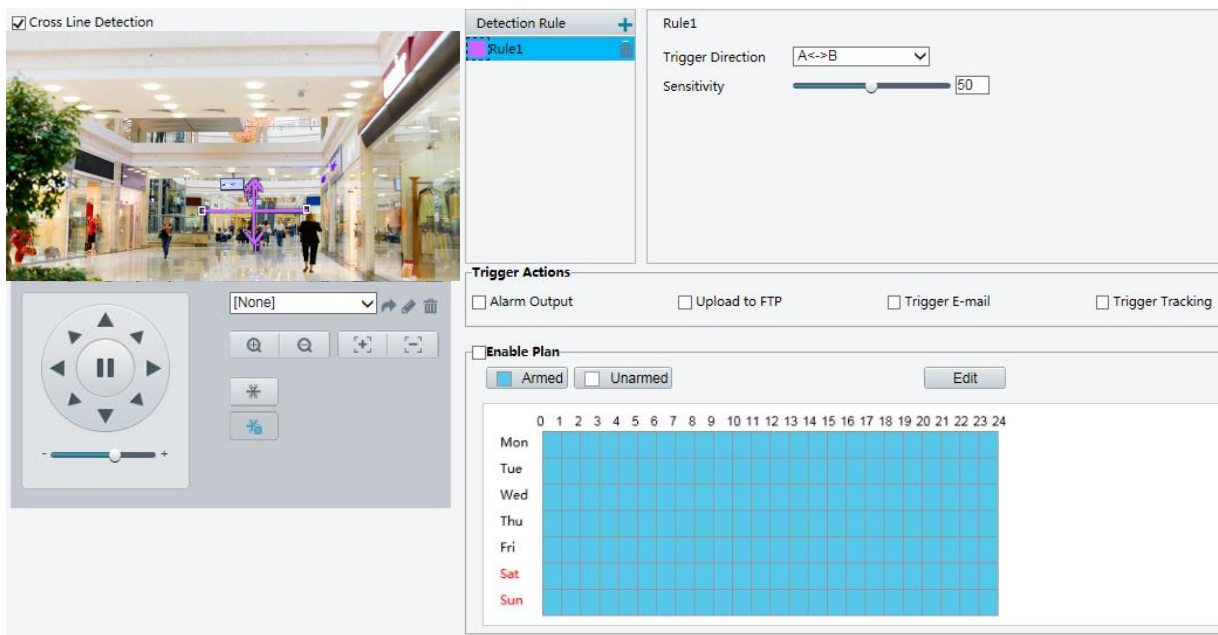 Cross Line Detection
Detection Rule
Rule1
Rule1
Trigger Direction A<->B
Sensitivity 50
Trigger Actions
Alarm Output Upload to FTP Trigger E-mail Trigger Tracking
[None]
- +
Enable Plan
Armed Unarmed Edit
0 1 2 3 4 5 6 7 8 9 10 11 12 13 14 15 16 17 18 19 20 21 22 23 24
Mon
Tue
Wed
Thu
Fri
Sat
Sun